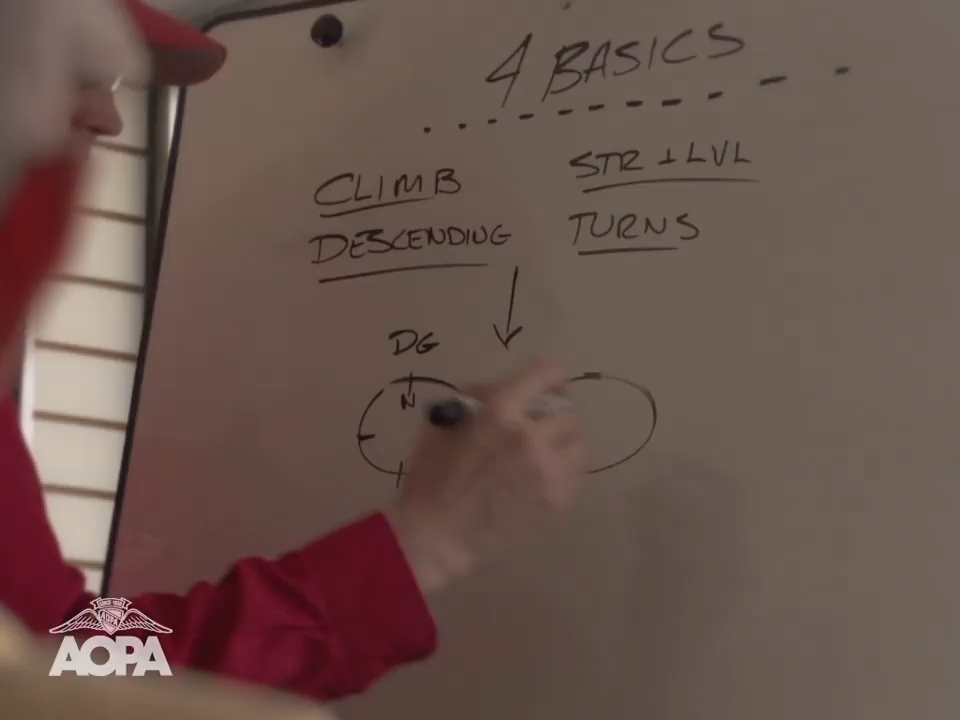 4 BASICS
CLIMB
STR + LVL
DESCENDING
TURNS
DG
N
AOPA